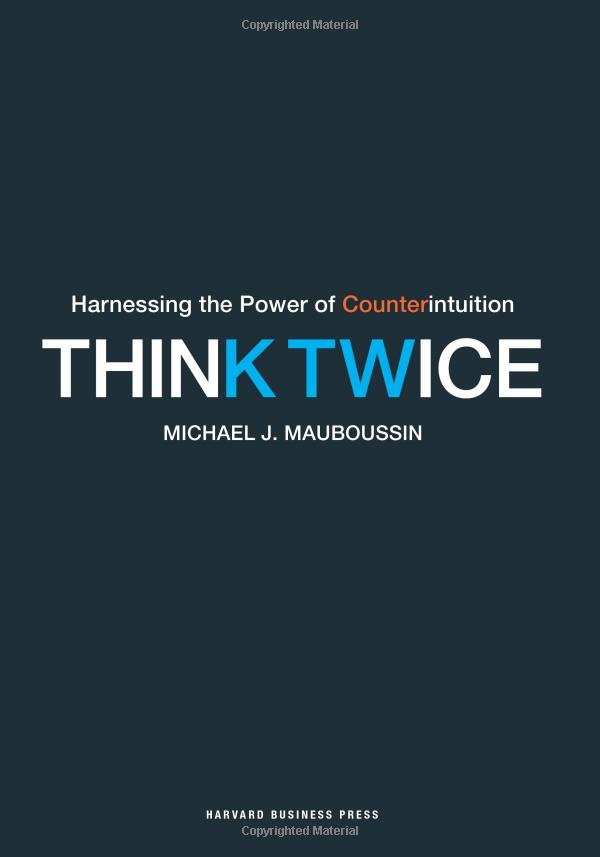 Copyrighted Material
Harnessing the Power of Counterintuition
THINK TWICE
MICHAEL J. MAUBOUSSIN
HARVARD BUSINESS PRESS
Copyrighted Material